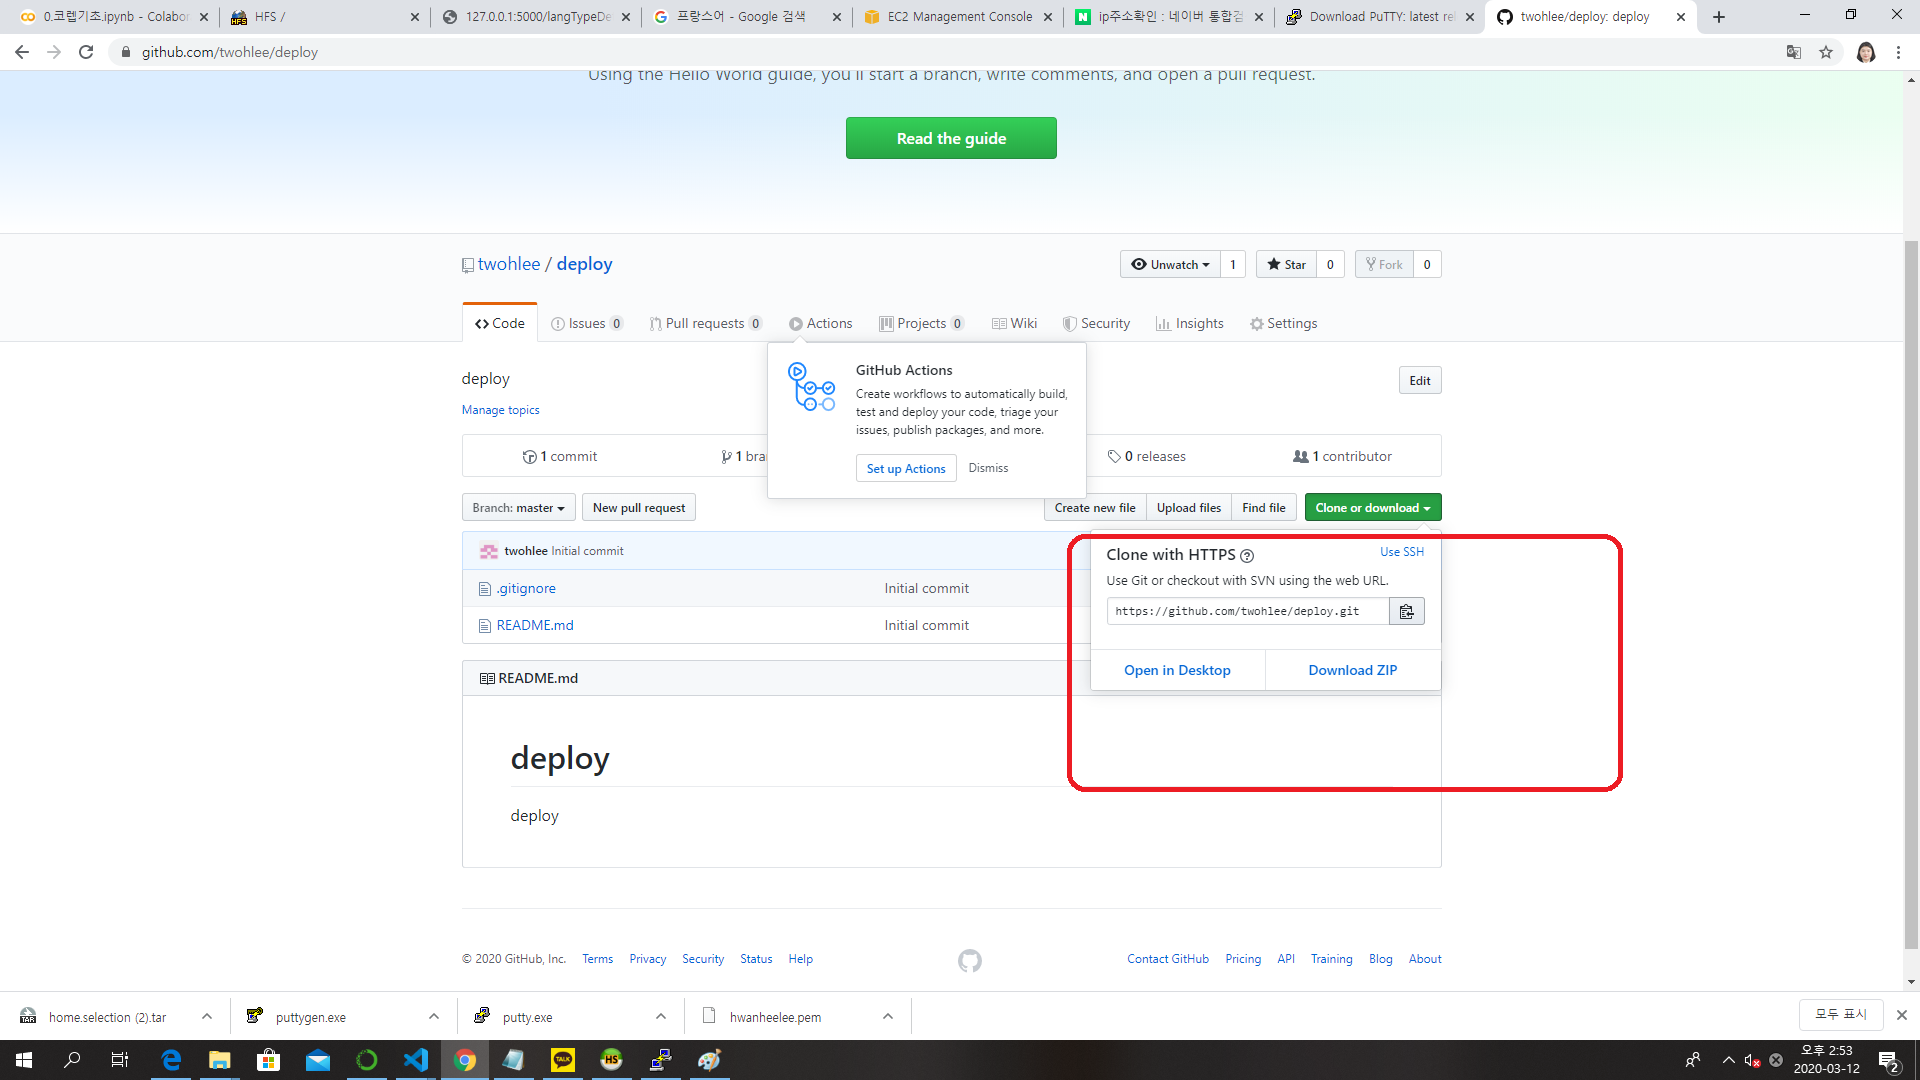 0.코렙기초.ipynb - Colabor
HFS /
127.0.0.1:5000/langTypeDe
프랑스어 - Google 검색
EC2 Management Console
ip주소확인 : 네이버 통합검
Download PuTTY: latest rel
twohlee/deploy: deploy
github.com/twohlee/deploy
Using the Hello World guide, you'll start a branch, write comments, and open a pull request.
Read the guide
twohlee / deploy
Unwatch 1
Star 0
Fork 0
Code
Issues 0
Pull requests 0
Actions
Projects 0
Wiki
Security
Insights
Settings
GitHub Actions
Create workflows to automatically build,
test and deploy your code, triage your
issues, publish packages, and more.
Set up Actions Dismiss
deploy
Edit
Manage topics
1 commit
1 bra
0 releases
1 contributor
Branch: master
New pull request
Create new file
Upload files
Find file
Clone or download
twohlee Initial commit
.gitignore Initial commit
README.md Initial commit
Clone with HTTPS
Use SSH
Use Git or checkout with SVN using the web URL.
https://github.com/twohlee/deploy.git
Open in Desktop
Download ZIP
README.md
deploy
deploy
© 2020 GitHub, Inc. Terms Privacy Security Status Help
Contact GitHub Pricing API Training Blog About
HFS
TAR
home.selection (2).tar
puttygen.exe
putty.exe
hwanheelee.pem
모두 표시
TALK
HS
오후 2:53
2020-03-12
2